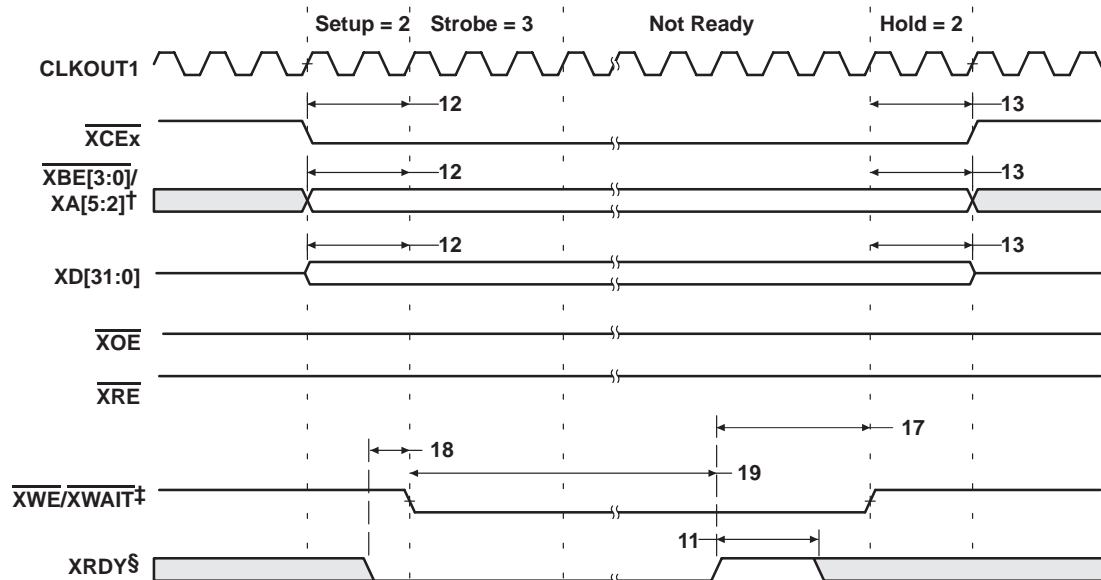 Setup = 2 Strobe = 3 Not Ready Hold = 2
CLKOUT1
12 13
XCEx
12 13
XBE[3:0]/
XA[5:2]†
12 13
XD[31:0]
XOE
XRE
17
18
19
XWE/XWAIT‡
11
XRDY§